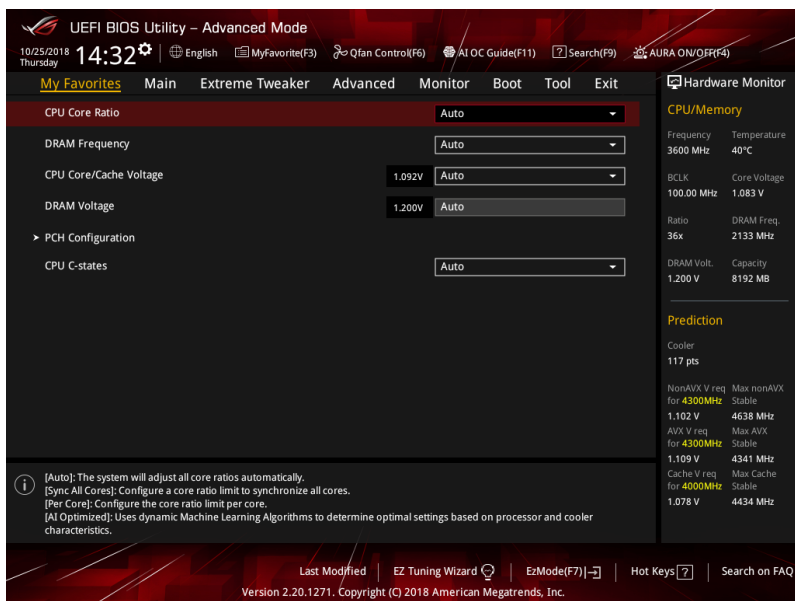 UEFI BIOS Utility – Advanced Mode
10/25/2018 Thursday 14:32 English MyFavorite(F3) Qfan Control(F6) AI OC Guide(F11) ? Search(F9) AURA ON/OFF(F4)
My Favorites Main Extreme Tweaker Advanced Monitor Boot Tool Exit
CPU Core Ratio Auto
DRAM Frequency Auto
CPU Core/Cache Voltage 1.092V Auto
DRAM Voltage 1.200V Auto
PCH Configuration
CPU C-states Auto
Hardware Monitor
CPU/Memory
Frequency Temperature
3600 MHz 40°C
BCLK Core Voltage
100.00 MHz 1.083 V
Ratio DRAM Freq.
36x 2133 MHz
DRAM Volt. Capacity
1.200 V 8192 MB
Prediction
Cooler
117 pts
NonAVX V req Max nonAVX
for 4300MHz Stable
1.102 V 4638 MHz
AVX V req Max AVX
for 4300MHz Stable
1.109 V 4341 MHz
Cache V req Max Cache
for 4000MHz Stable
1.078 V 4434 MHz
i
[Auto]: The system will adjust all core ratios automatically.
[Sync All Cores]: Configure a core ratio limit to synchronize all cores.
[Per Core]: Configure the core ratio limit per core.
[AI Optimized]: Uses dynamic Machine Learning Algorithms to determine optimal settings based on processor and cooler
characteristics.
Last Modified EZ Tuning Wizard EzMode(F7) Hot Keys ? Search on FAQ
Version 2.20.1271. Copyright (C) 2018 American Megatrends, Inc.